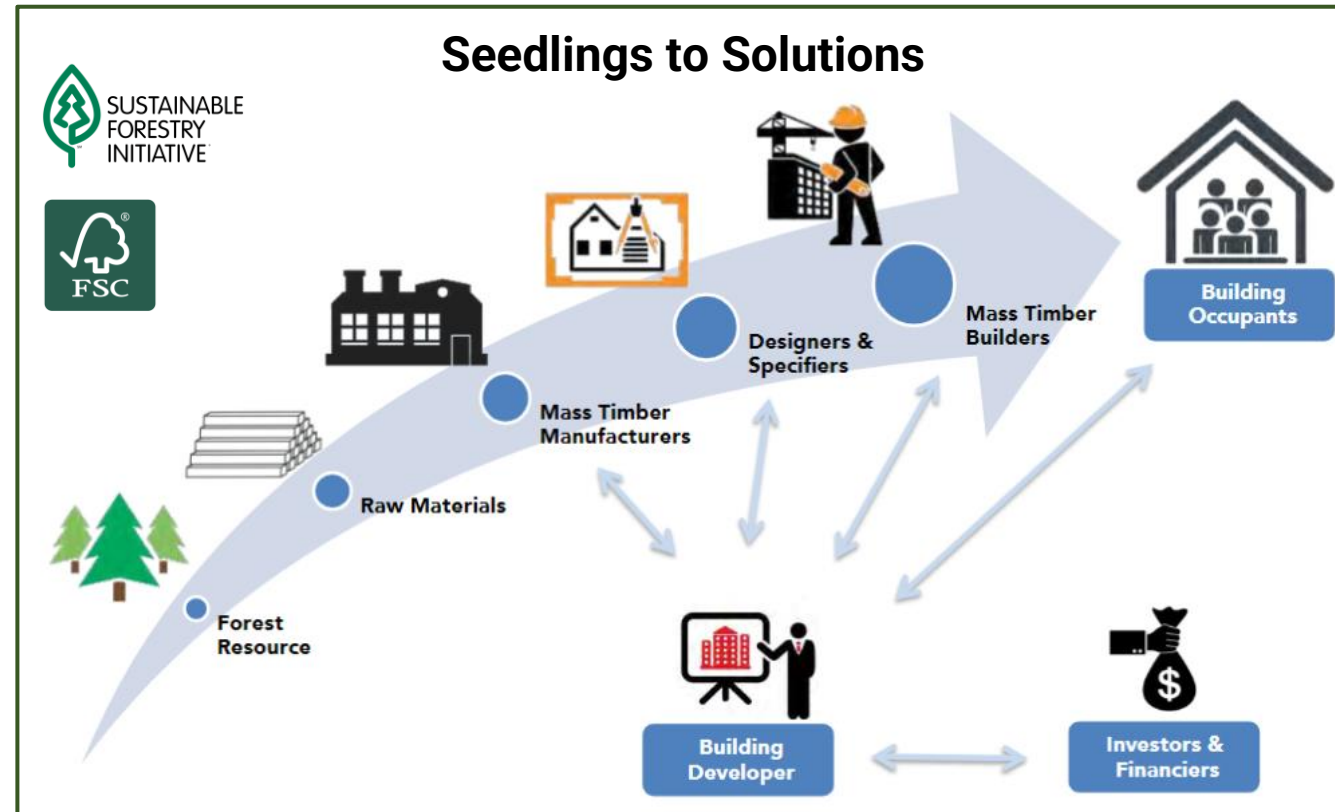 Seedlings to Solutions
SUSTAINABLE
FORESTRY
INITIATIVE
FSC®
Building
Occupants
Mass Timber
Builders
Designers &
Specifiers
Mass Timber
Manufacturers
Raw Materials
Forest
Resource
$
Building
Developer
Investors &
Financiers